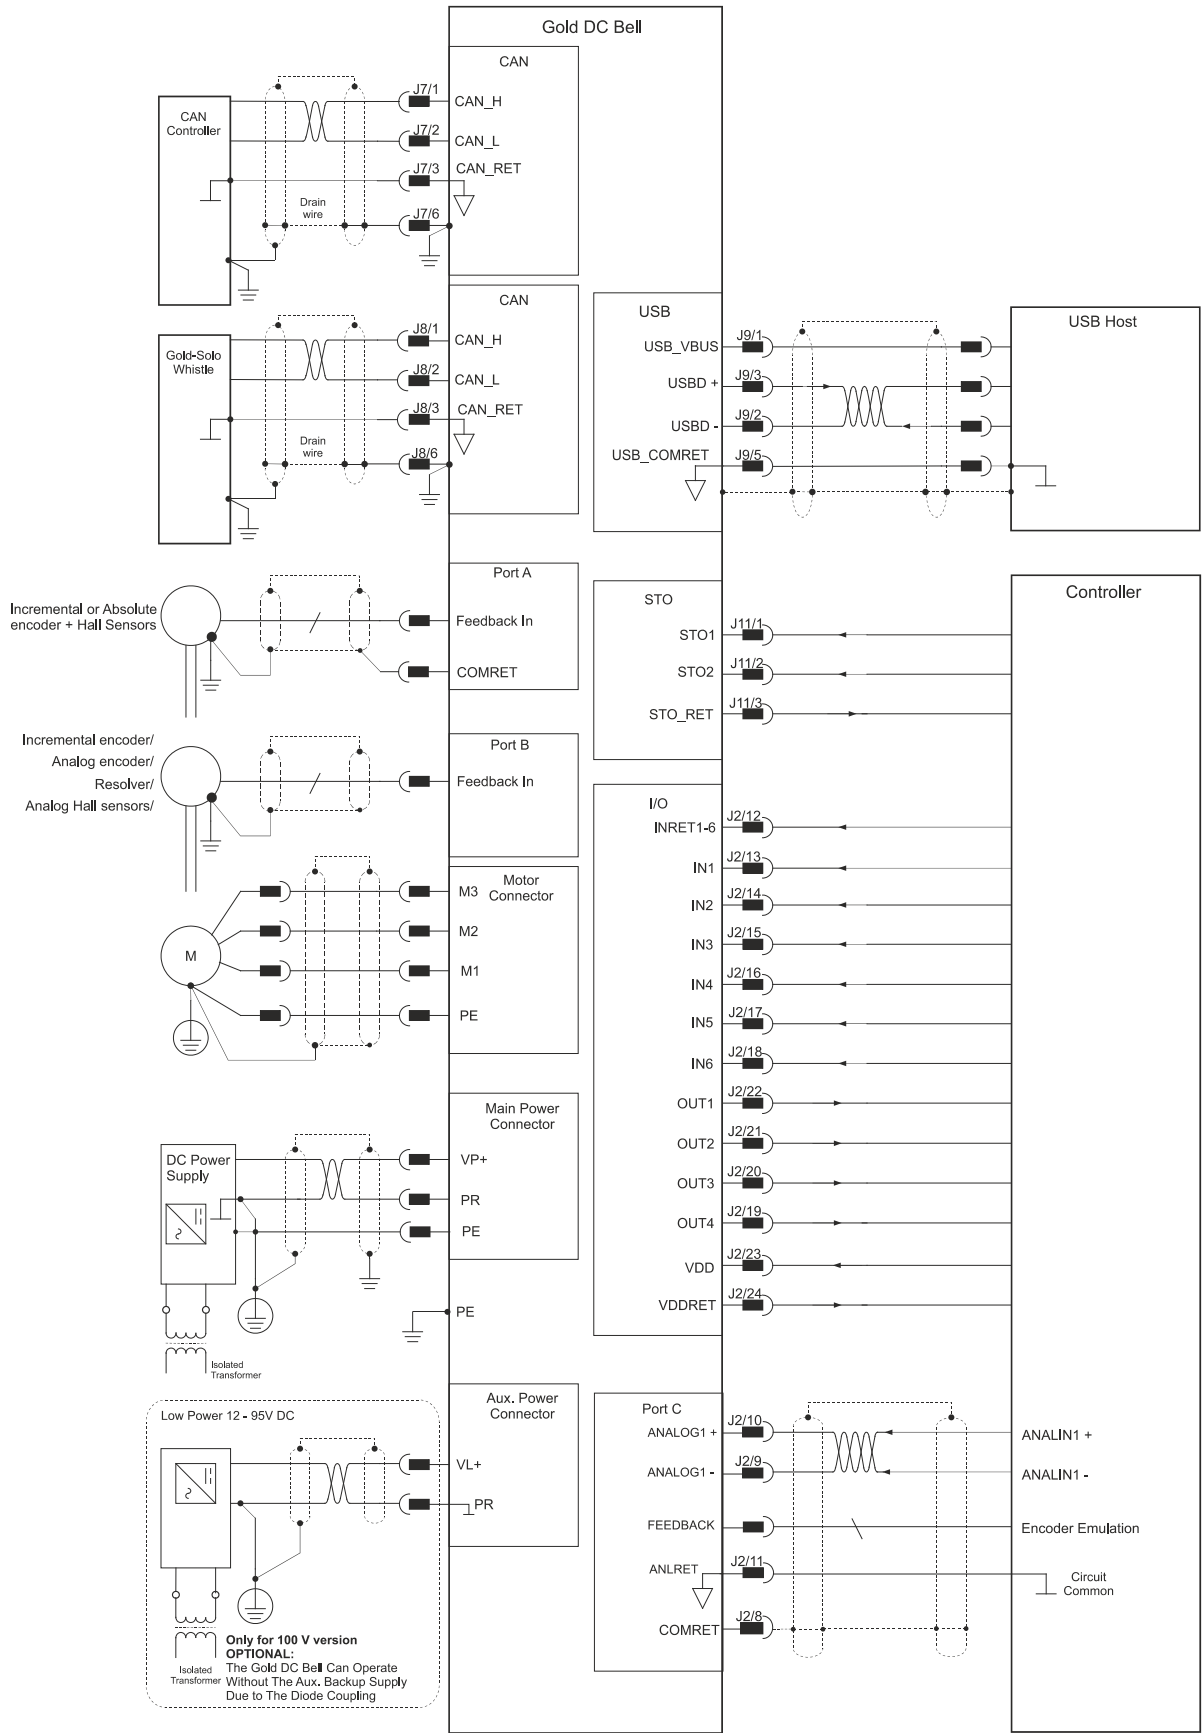 Gold DC Bell
CAN
CAN
Controller
J7/1
CAN_H
J7/2
CAN_L
J7/3
CAN_RET
Drain
wire
J7/6
CAN
Gold-Solo
Whistle
J8/1
CAN_H
J8/2
CAN_L
J8/3
CAN_RET
Drain
wire
J8/6
USB
USB_VBUS
J9/1
USBD +
J9/3
USBD -
J9/2
USB_COMRET
J9/5
USB Host
Port A
Incremental or Absolute
encoder + Hall Sensors
Feedback In
COMRET
STO
STO1
J11/1
STO2
J11/2
STO_RET
J11/3
Controller
Port B
Incremental encoder/
Analog encoder/
Resolver/
Analog Hall sensors/
Feedback In
I/O
INRET1-6
J2/12
IN1
J2/13
IN2
J2/14
IN3
J2/15
IN4
J2/16
IN5
J2/17
IN6
J2/18
OUT1
J2/22
OUT2
J2/21
OUT3
J2/20
OUT4
J2/19
VDD
J2/23
VDDRET
J2/24
Motor
Connector
M3
M2
M1
PE
M
Main Power
Connector
DC Power
Supply
VP+
PR
PE
PE
Isolated
Transformer
Aux. Power
Connector
Low Power 12 - 95V DC
VL+
PR
Isolated
Transformer
Only for 100 V version
OPTIONAL:
The Gold DC Bell Can Operate
Without The Aux. Backup Supply
Due to The Diode Coupling
Port C
ANALOG1 +
J2/10
ANALIN1 +
ANALOG1 -
J2/9
ANALIN1 -
FEEDBACK
Encoder Emulation
ANLRET
J2/11
Circuit
Common
COMRET
J2/8